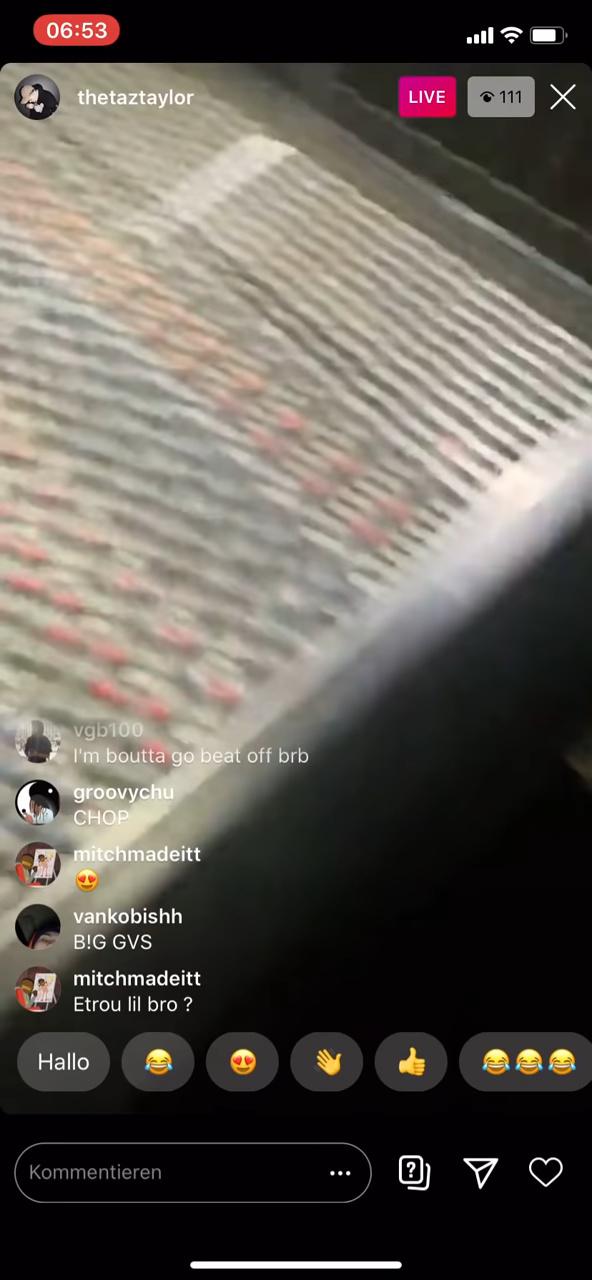 06:53
thetaztaylor
LIVE
111
vgb100
I'm boutta go beat off brb
groovychu
CHOP
mitchmadeitt
😍
vankobishh
B!G GVS
mitchmadeitt
Etrou lil bro ?
Hallo 😂 😍 👋 👍 😂😂😂
Kommentieren ...